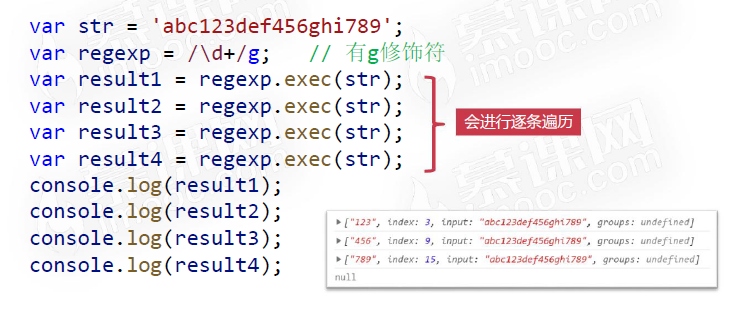 var str = 'abc123def456ghi789';
var regexp = /\d+/g;   // 有g修饰符
var result1 = regexp.exec(str);
var result2 = regexp.exec(str);
var result3 = regexp.exec(str);
var result4 = regexp.exec(str);
会进行逐条遍历
console.log(result1);
console.log(result2);
console.log(result3);
console.log(result4);
▶["123", index: 3, input: "abc123def456ghi789", groups: undefined]
▶["456", index: 9, input: "abc123def456ghi789", groups: undefined]
▶["789", index: 15, input: "abc123def456ghi789", groups: undefined]
null
慕课网
imooc.com